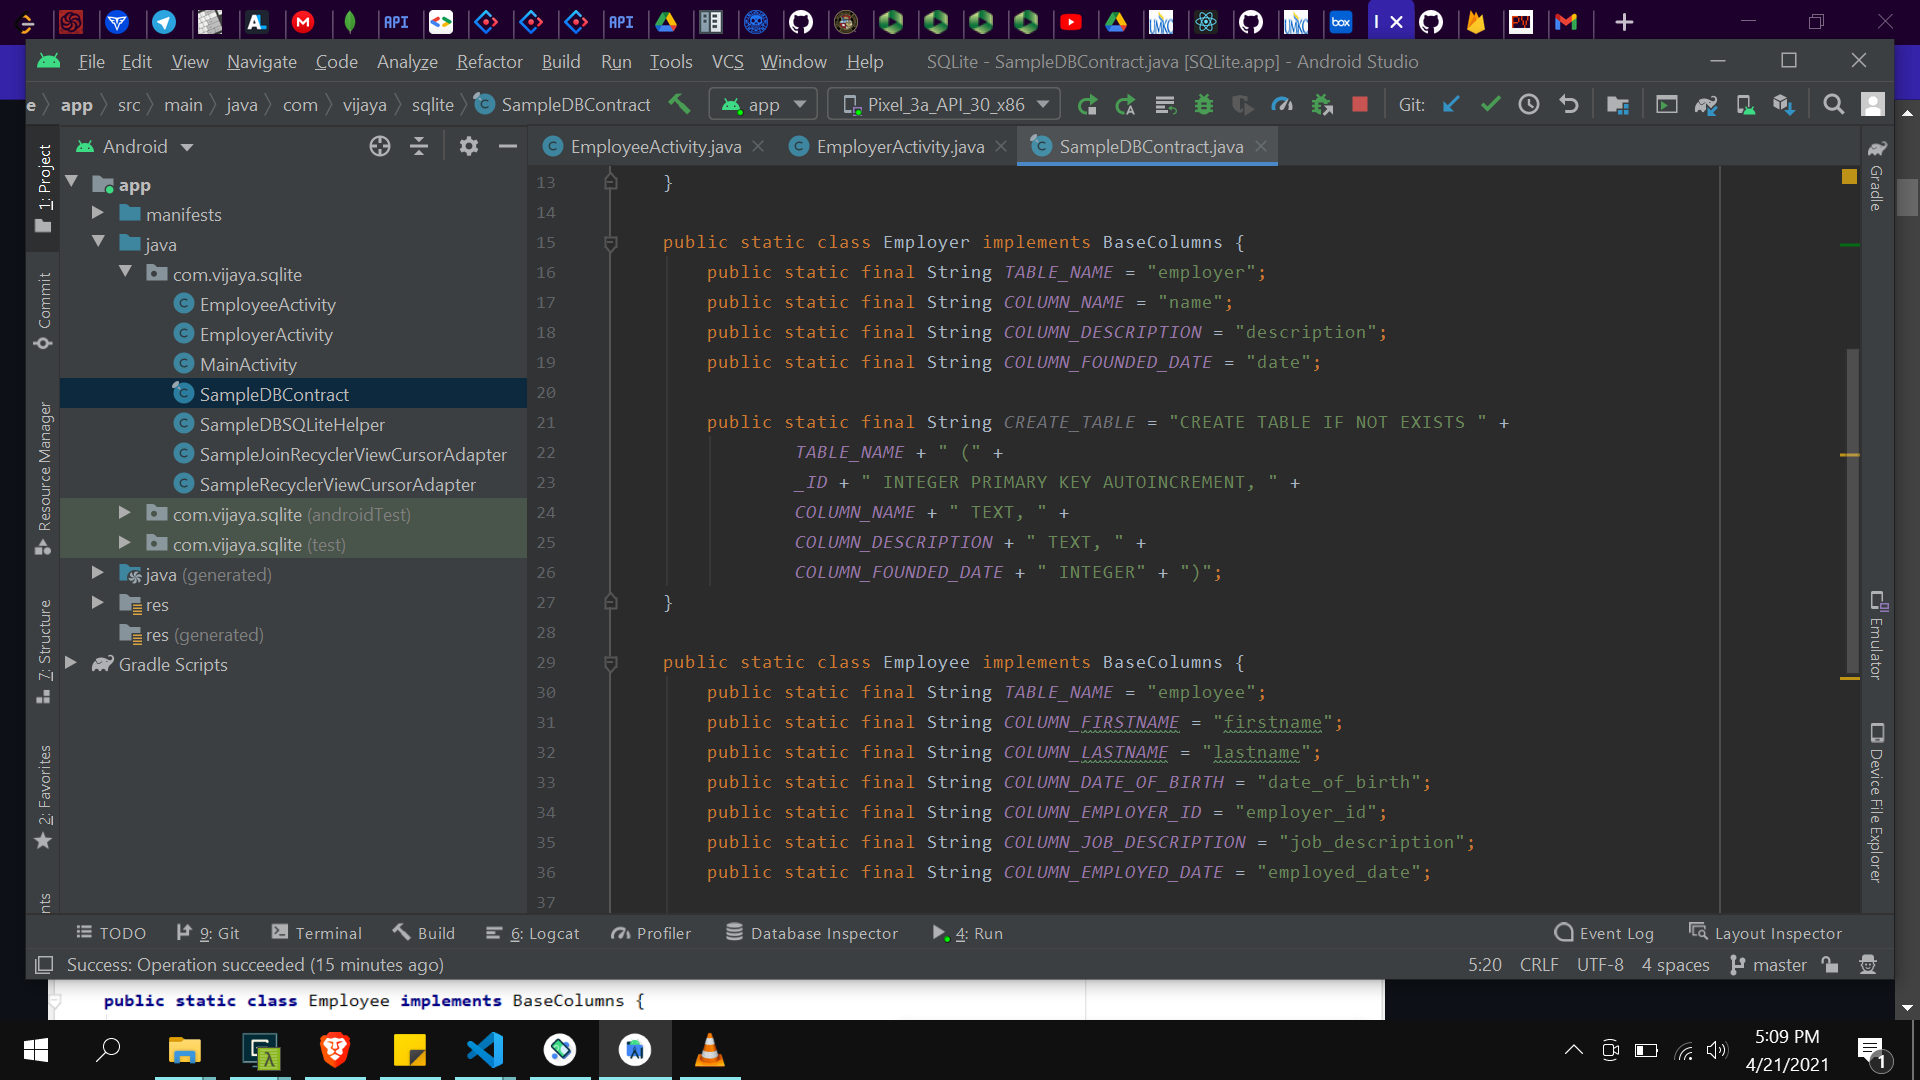 API
AL
M
API
UMKC
UMKC
box
I
PW
File Edit View Navigate Code Analyze Refactor Build Run Tools VCS Window Help SQLite - SampleDBContract.java [SQLite.app] - Android Studio
e app src main java com vijaya sqlite SampleDBContract app Pixel_3a_API_30_x86 Git:
Android
EmployeeActivity.java EmployerActivity.java SampleDBContract.java
1: Project
Commit
Resource Manager
7: Structure
2: Favorites
nts
app
manifests
java
com.vijaya.sqlite
EmployeeActivity
EmployerActivity
MainActivity
SampleDBContract
SampleDBSQLiteHelper
SampleJoinRecyclerViewCursorAdapter
SampleRecyclerViewCursorAdapter
com.vijaya.sqlite (androidTest)
com.vijaya.sqlite (test)
java (generated)
res
res (generated)
Gradle Scripts
13 }
14
15 public static class Employer implements BaseColumns {
16 public static final String TABLE_NAME = "employer";
17 public static final String COLUMN_NAME = "name";
18 public static final String COLUMN_DESCRIPTION = "description";
19 public static final String COLUMN_FOUNDED_DATE = "date";
20
21 public static final String CREATE_TABLE = "CREATE TABLE IF NOT EXISTS " +
22 TABLE_NAME + " (" +
23 _ID + " INTEGER PRIMARY KEY AUTOINCREMENT, " +
24 COLUMN_NAME + " TEXT, " +
25 COLUMN_DESCRIPTION + " TEXT, " +
26 COLUMN_FOUNDED_DATE + " INTEGER" + ")";
27 }
28
29 public static class Employee implements BaseColumns {
30 public static final String TABLE_NAME = "employee";
31 public static final String COLUMN_FIRSTNAME = "firstname";
32 public static final String COLUMN_LASTNAME = "lastname";
33 public static final String COLUMN_DATE_OF_BIRTH = "date_of_birth";
34 public static final String COLUMN_EMPLOYER_ID = "employer_id";
35 public static final String COLUMN_JOB_DESCRIPTION = "job_description";
36 public static final String COLUMN_EMPLOYED_DATE = "employed_date";
37
Gradle
Emulator
Device File Explorer
TODO 9: Git Terminal Build 6: Logcat Profiler Database Inspector 4: Run Event Log Layout Inspector
Success: Operation succeeded (15 minutes ago) 5:20 CRLF UTF-8 4 spaces master
public static class Employee implements BaseColumns {
5:09 PM
4/21/2021
1